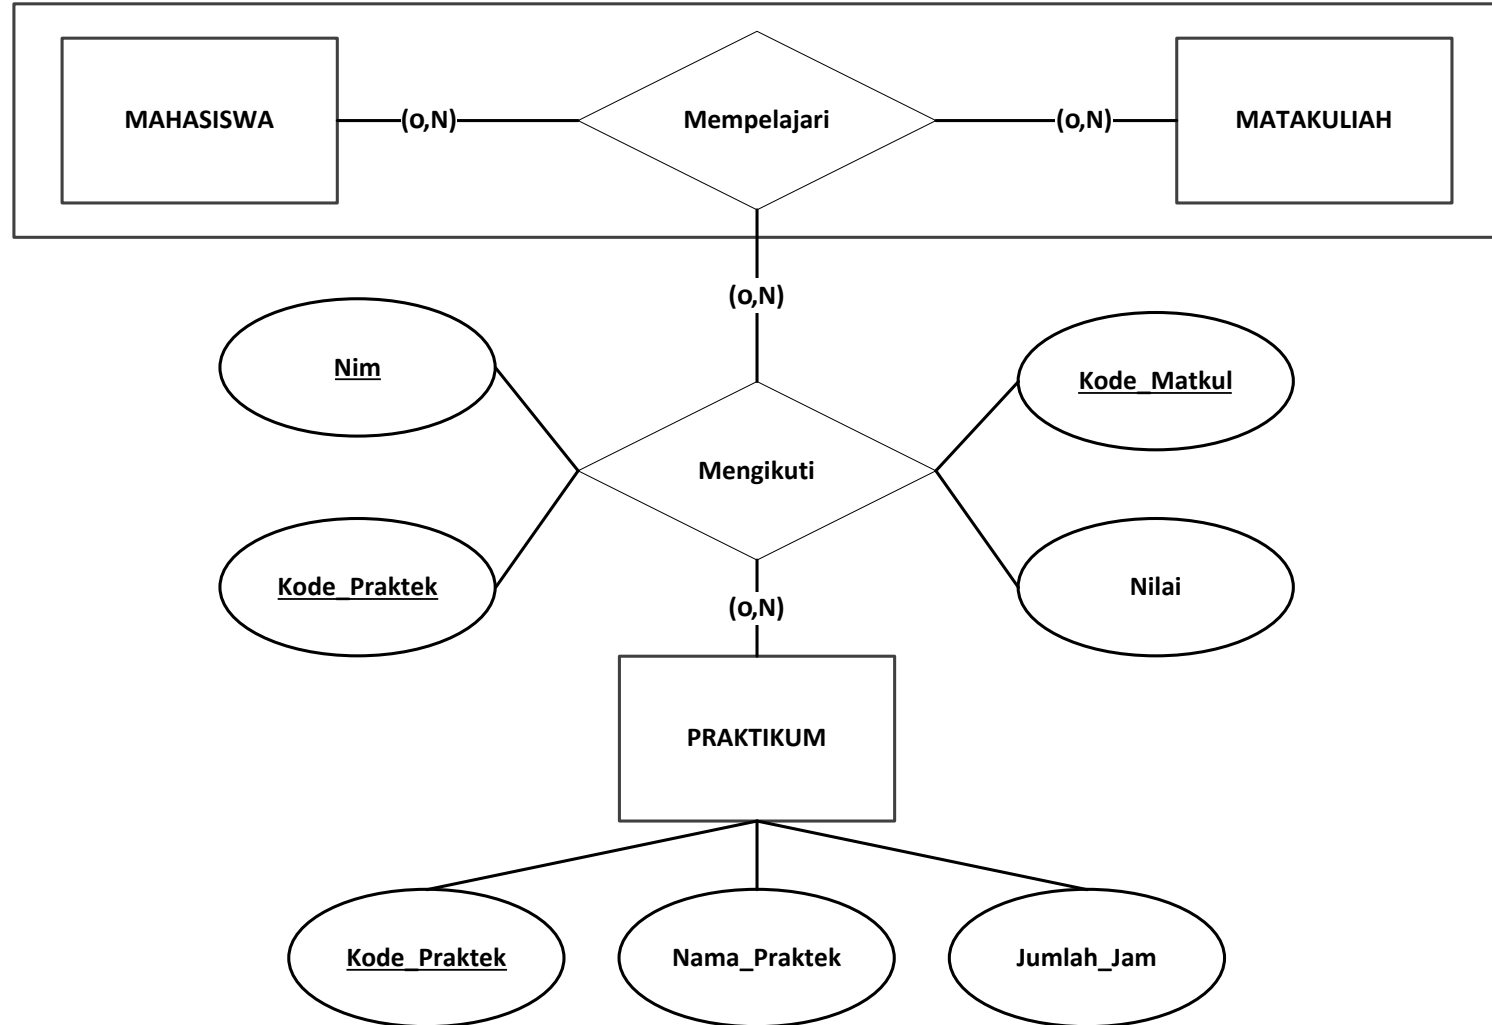 MAHASISWA
(o,N)
Mempelajari
(o,N)
MATAKULIAH
(o,N)
Nim
Kode_Matkul
Mengikuti
Kode_Praktek
Nilai
(o,N)
PRAKTIKUM
Kode_Praktek
Nama_Praktek
Jumlah_Jam